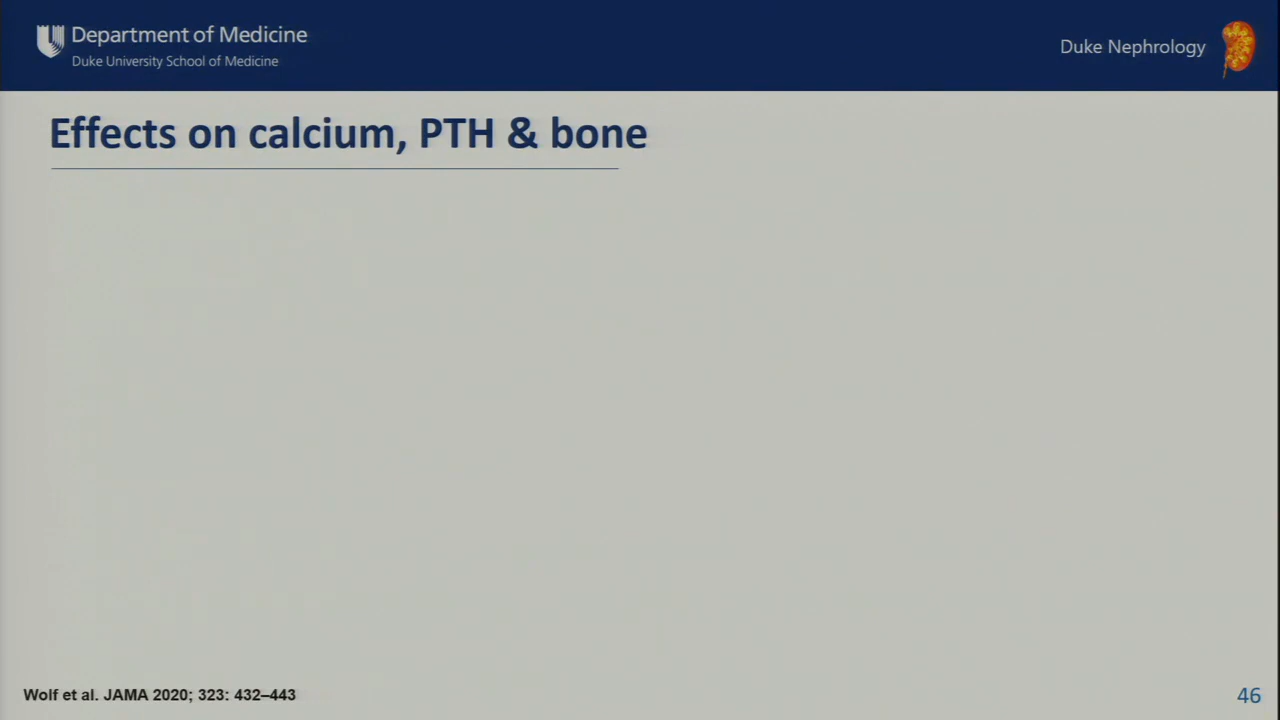 Department of Medicine
Duke University School of Medicine
Duke Nephrology
Effects on calcium, PTH & bone
Wolf et al. JAMA 2020; 323: 432–443
46